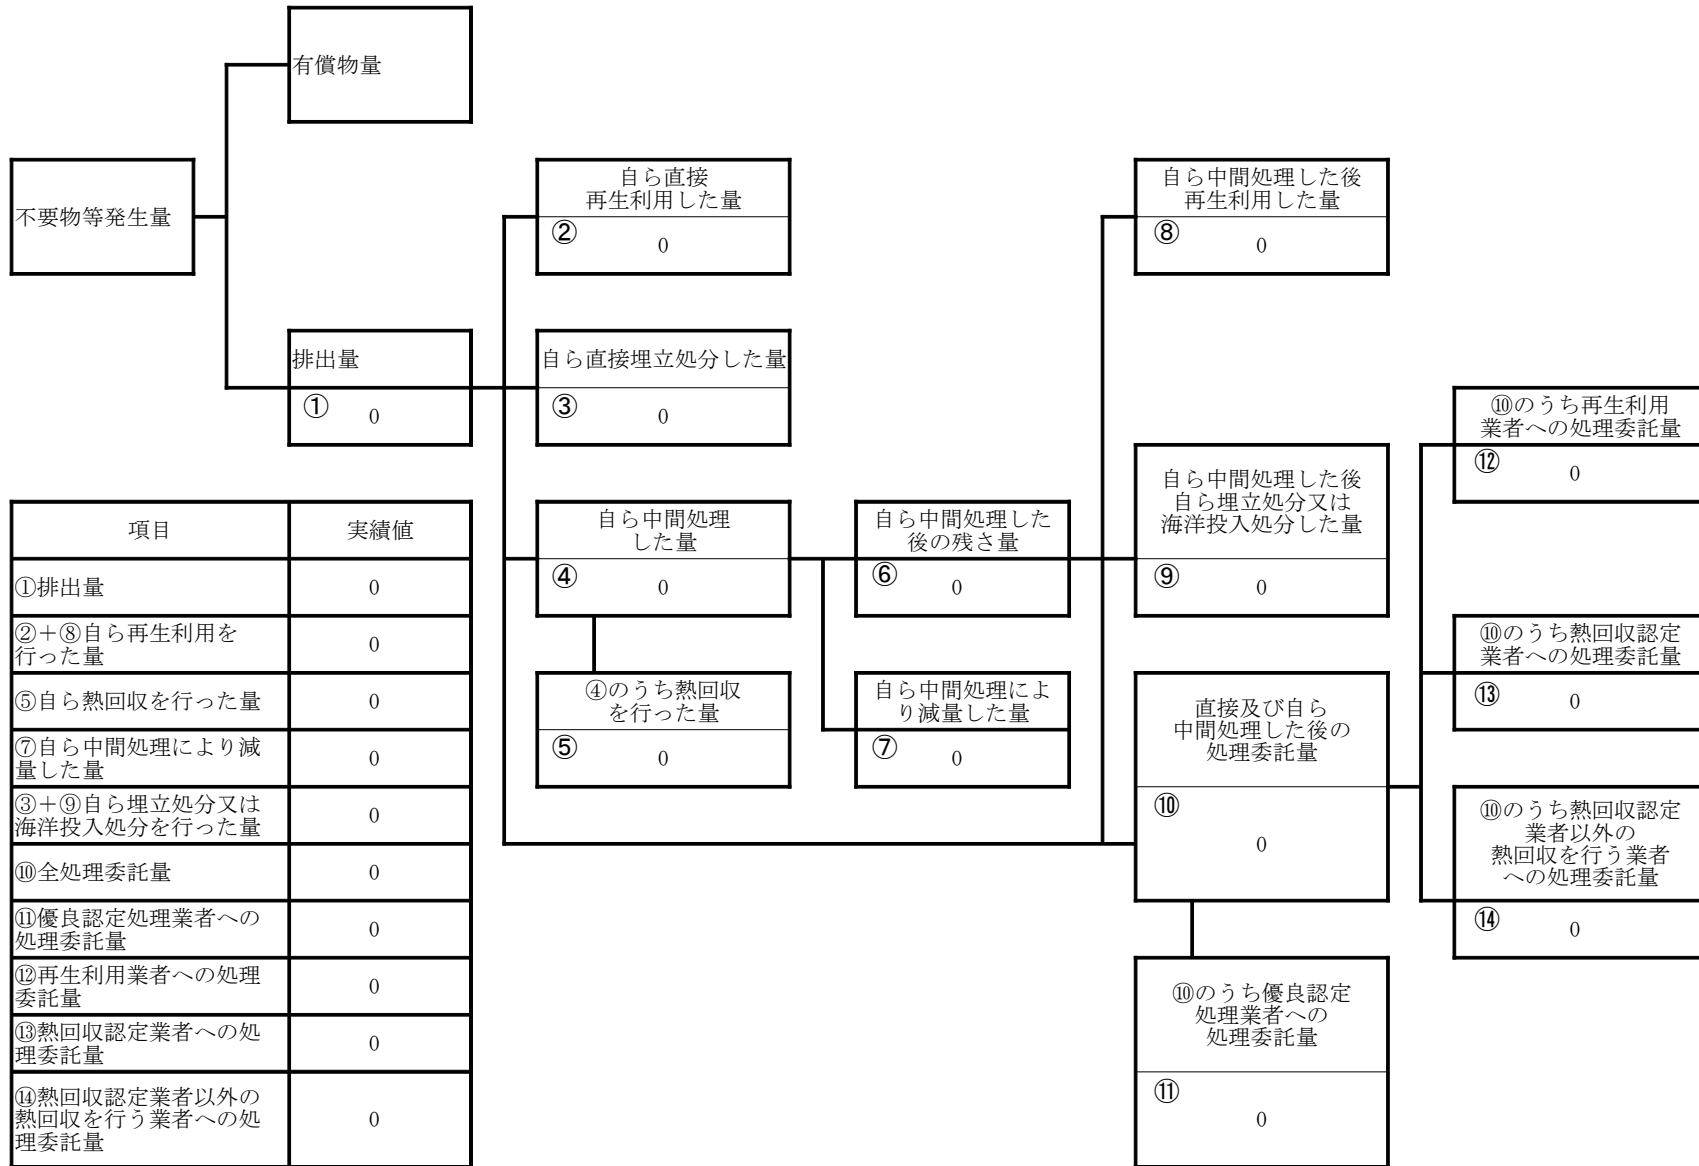 有償物量
不要物等発生量
自ら直接
再生利用した量
②
0
自ら中間処理した後
再生利用した量
⑧
0
排出量
①
0
自ら直接埋立処分した量
③
0
⑩のうち再生利用
業者への処理委託量
⑫
0
自ら中間処理
した量
④
0
自ら中間処理した
後の残さ量
⑥
0
自ら中間処理した後
自ら埋立処分又は
海洋投入処分した量
⑨
0
④のうち熱回収
を行った量
⑤
0
自ら中間処理によ
り減量した量
⑦
0
直接及び自ら
中間処理した後の
処理委託量
⑩
0
⑩のうち熱回収認定
業者への処理委託量
⑬
0
⑩のうち熱回収認定
業者以外の
熱回収を行う業者
への処理委託量
⑭
0
⑩のうち優良認定
処理業者への
処理委託量
⑪
0
項目 実績値
①排出量 0
②＋⑧自ら再生利用を
行った量 0
⑤自ら熱回収を行った量 0
⑦自ら中間処理により減
量した量 0
③＋⑨自ら埋立処分又は
海洋投入処分を行った量 0
⑩全処理委託量 0
⑪優良認定処理業者への
処理委託量 0
⑫再生利用業者への処理
委託量 0
⑬熱回収認定業者への処
理委託量 0
⑭熱回収認定業者以外の
熱回収を行う業者への処
理委託量 0